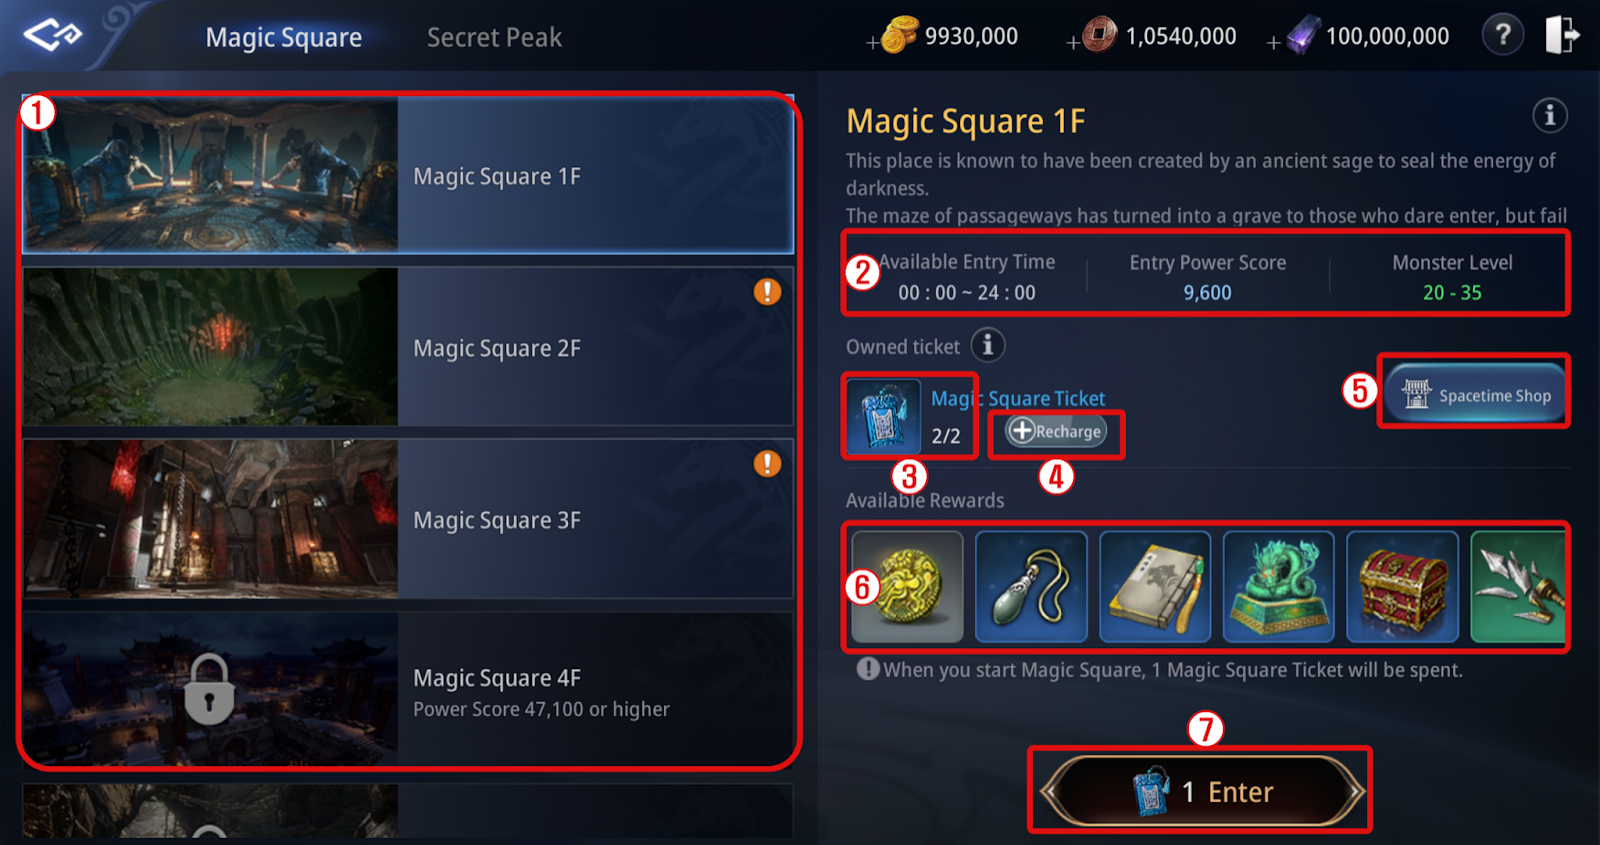 Magic Square
Secret Peak
9930,000
1,0540,000
100,000,000
?
1
Magic Square 1F
Magic Square 2F
Magic Square 3F
Magic Square 4F
Power Score 47,100 or higher
Magic Square 1F
This place is known to have been created by an ancient sage to seal the energy of
darkness.
The maze of passageways has turned into a grave to those who dare enter, but fail
2
Available Entry Time
00 : 00 ~ 24 : 00
Entry Power Score
9,600
Monster Level
20 - 35
Owned ticket
Magic Square Ticket
2/2
Recharge
3
4
5
Spacetime Shop
Available Rewards
6
When you start Magic Square, 1 Magic Square Ticket will be spent.
7
1 Enter